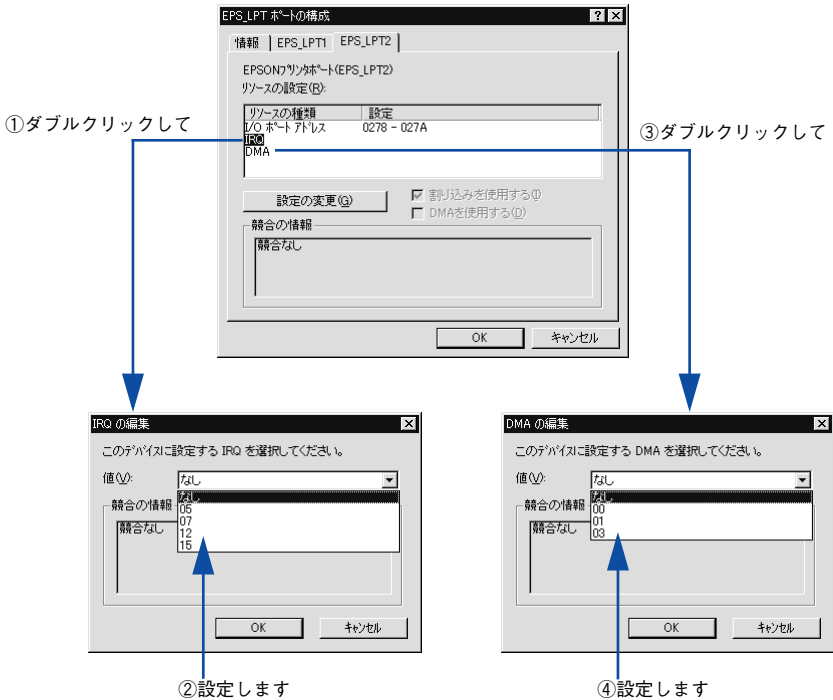 EPS_LPT ポートの構成
情報 EPS_LPT1 EPS_LPT2
EPSONプリンタポート(EPS_LPT2)
リソースの設定(R):
リソースの種類 設定
I/O ポート アドレス 0278 - 027A
IRQ
DMA
設定の変更(G)
割り込みを使用する(I)
DMAを使用する(D)
競合の情報
競合なし
OK キャンセル
①ダブルクリックして
③ダブルクリックして
IRQ の編集
このデバイスに設定する IRQ を選択してください。
値(V): なし
なし
05
07
12
15
競合の情報
競合なし
OK キャンセル
②設定します
DMA の編集
このデバイスに設定する DMA を選択してください。
値(V): なし
なし
00
01
03
競合の情報
競合なし
OK キャンセル
④設定します